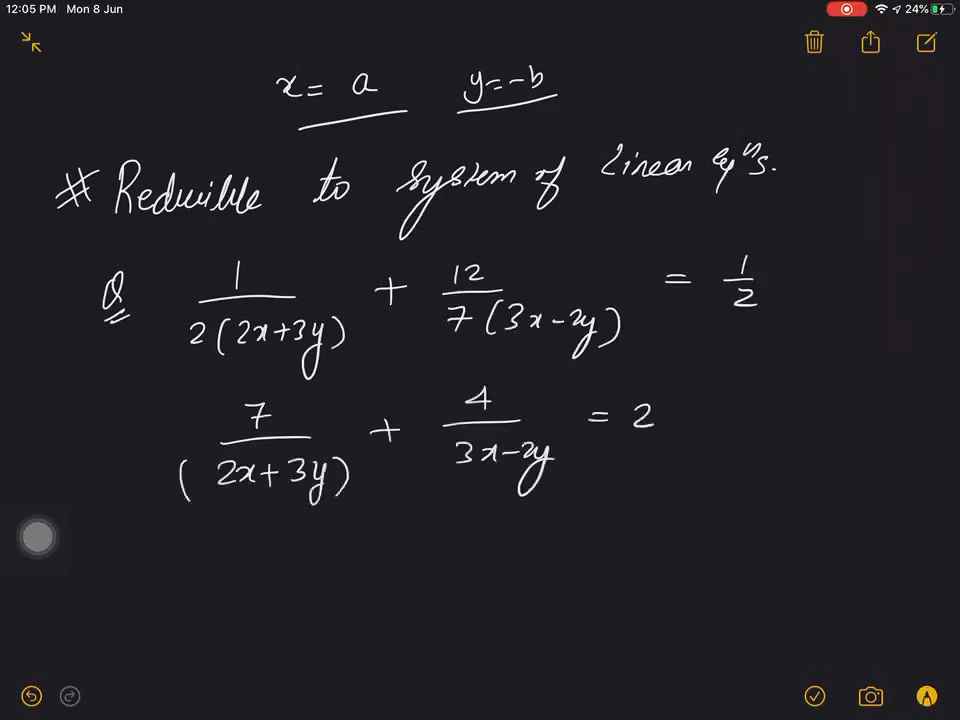 12:05 PM Mon 8 Jun 24%
x = a y = -b
# Reducible to system of Linear Eqⁿs.
Q 1/(2(2x+3y)) + 12/(7(3x-2y)) = 1/2
7/(2x+3y) + 4/(3x-2y) = 2